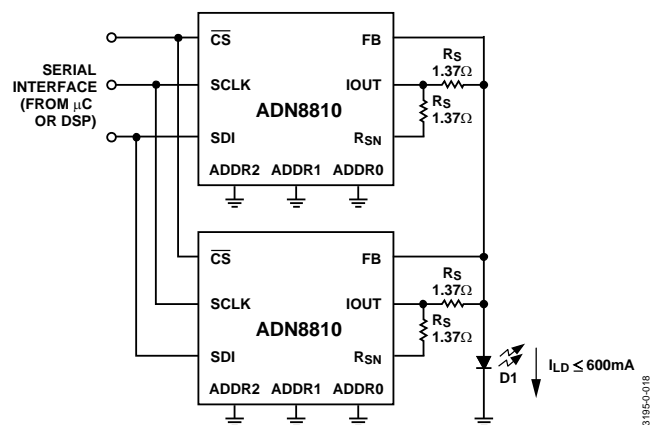 SERIAL
INTERFACE
(FROM μC
OR DSP)
CS
SCLK
SDI
ADN8810
FB
IOUT
RSN
ADDR2 ADDR1 ADDR0
RS
1.37Ω
RS
1.37Ω
CS
SCLK
SDI
ADN8810
FB
IOUT
RSN
ADDR2 ADDR1 ADDR0
RS
1.37Ω
RS
1.37Ω
D1
ILD ≤ 600mA
3195-0-018